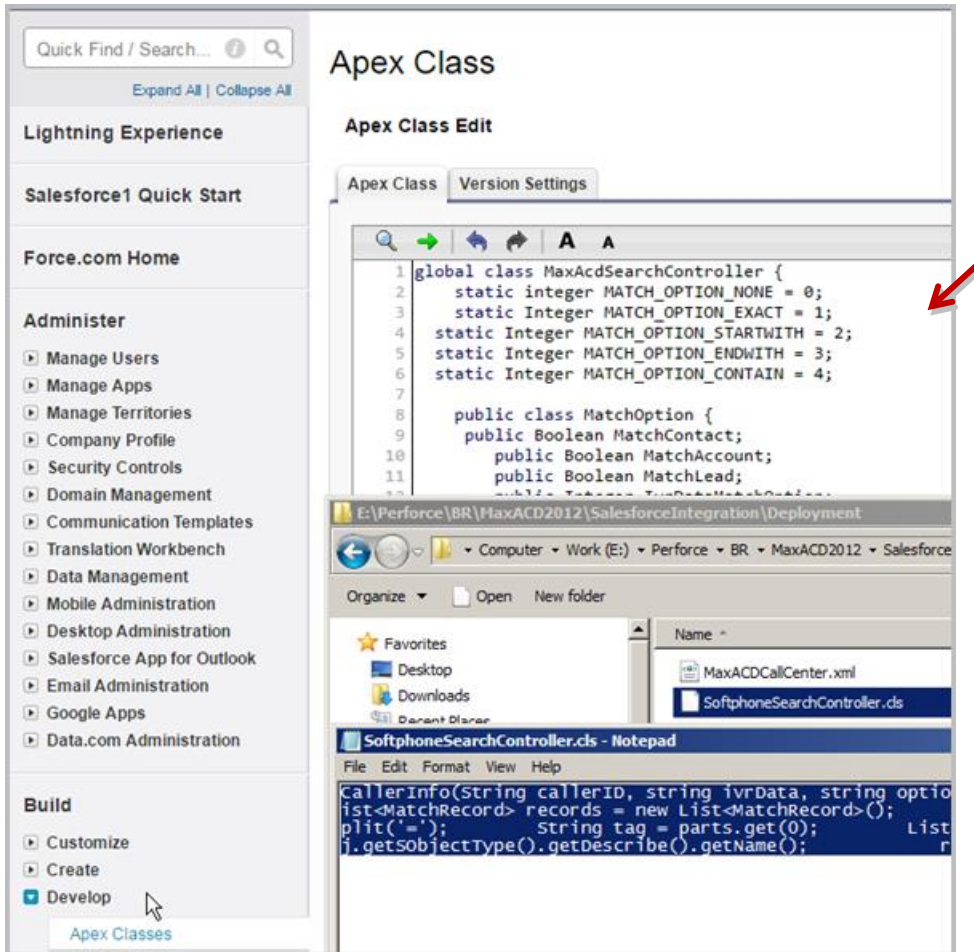 Quick Find / Search...
Expand All | Collapse All
Lightning Experience
Salesforce1 Quick Start
Force.com Home
Administer
Manage Users
Manage Apps
Manage Territories
Company Profile
Security Controls
Domain Management
Communication Templates
Translation Workbench
Data Management
Mobile Administration
Desktop Administration
Salesforce App for Outlook
Email Administration
Google Apps
Data.com Administration
Build
Customize
Create
Develop
Apex Classes
Apex Class
Apex Class Edit
Apex Class Version Settings
A A
1 global class MaxAcdSearchController {
2 static integer MATCH_OPTION_NONE = 0;
3 static Integer MATCH_OPTION_EXACT = 1;
4 static Integer MATCH_OPTION_STARTWITH = 2;
5 static Integer MATCH_OPTION_ENDWITH = 3;
6 static Integer MATCH_OPTION_CONTAIN = 4;
7
8 public class MatchOption {
9 public Boolean MatchContact;
10 public Boolean MatchAccount;
11 public Boolean MatchLead;
public Integer IvrDataMatchOption;
E:\Perforce\BR\MaxACD2012\SalesforceIntegration\Deployment
Computer Work (E:) Perforce BR MaxACD2012 Salesforce
Organize Open New folder
Favorites
Desktop
Downloads
Recent Places
Name
MaxACDCallCenter.xml
SoftphoneSearchController.cls
SoftphoneSearchController.cls - Notepad
File Edit Format View Help
CallerInfo(String callerID, string ivrData, string optio
ist<MatchRecord> records = new List<MatchRecord>();
plit('='); String tag = parts.get(0); List
j.getSObjectType().getDescribe().getName(); r